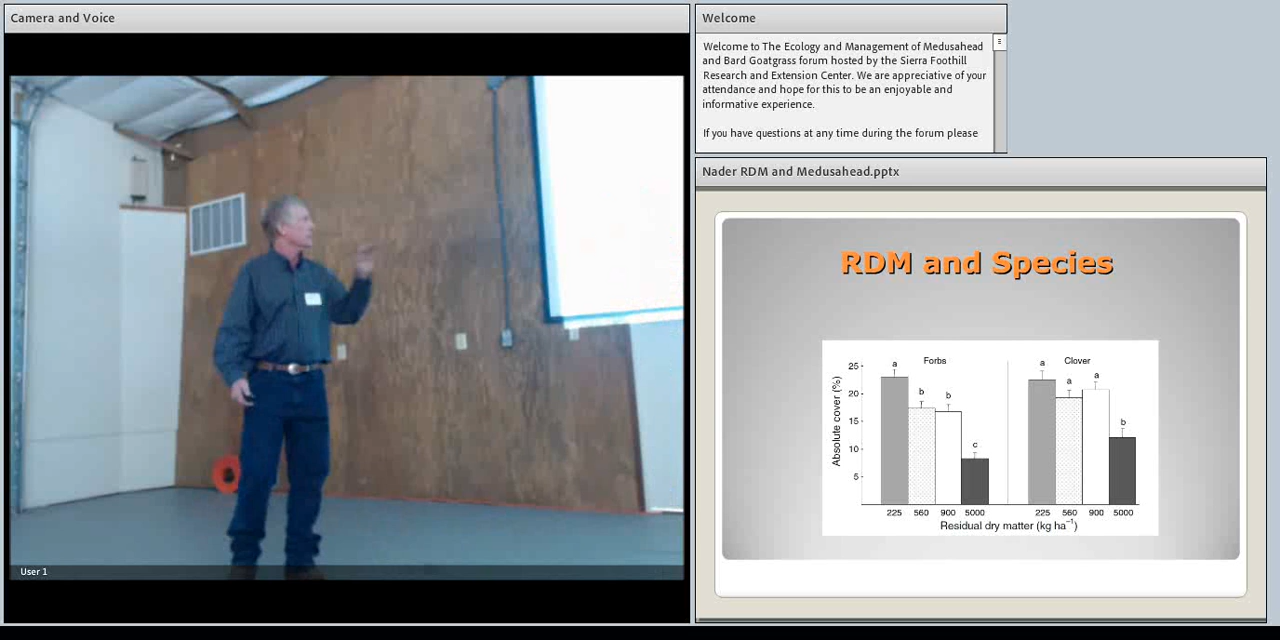 Camera and Voice
User 1
Welcome
Welcome to The Ecology and Management of Medusahead
and Bard Goatgrass forum hosted by the Sierra Foothill
Research and Extension Center. We are appreciative of your
attendance and hope for this to be an enjoyable and
informative experience.
If you have questions at any time during the forum please
Nader RDM and Medusahead.pptx
RDM and Species
Forbs
Clover
Absolute cover (%)
25
20
15
10
5
a
b
b
c
a
a
a
b
225 560 900 5000
225 560 900 5000
Residual dry matter (kg ha⁻¹)